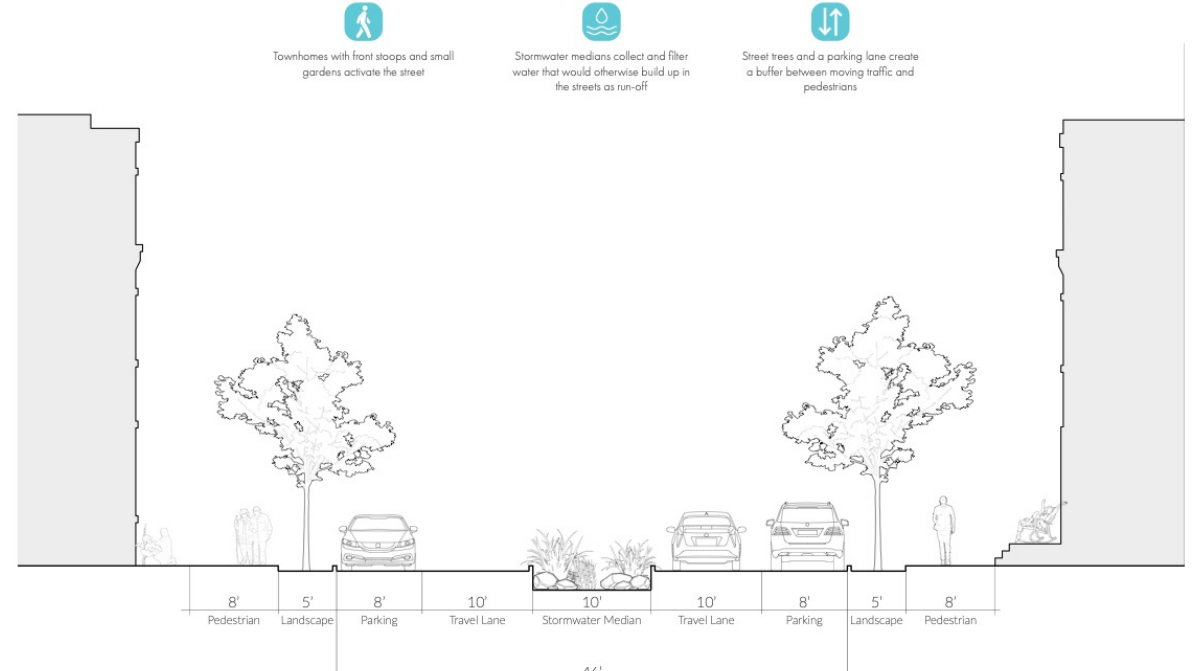 Townhomes with front stoops and small
gardens activate the street
Stormwater medians collect and filter
water that would otherwise build up in
the streets as run-off
Street trees and a parking lane create
a buffer between moving traffic and
pedestrians
8' 5' 8' 10' 10' 10' 8' 5' 8'
Pedestrian Landscape Parking Travel Lane Stormwater Median Travel Lane Parking Landscape Pedestrian